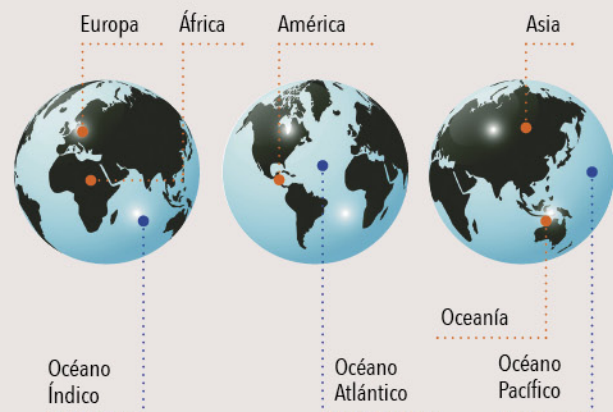 Europa
África
América
Asia
Oceanía
Océano
Índico
Océano
Atlántico
Océano
Pacífico